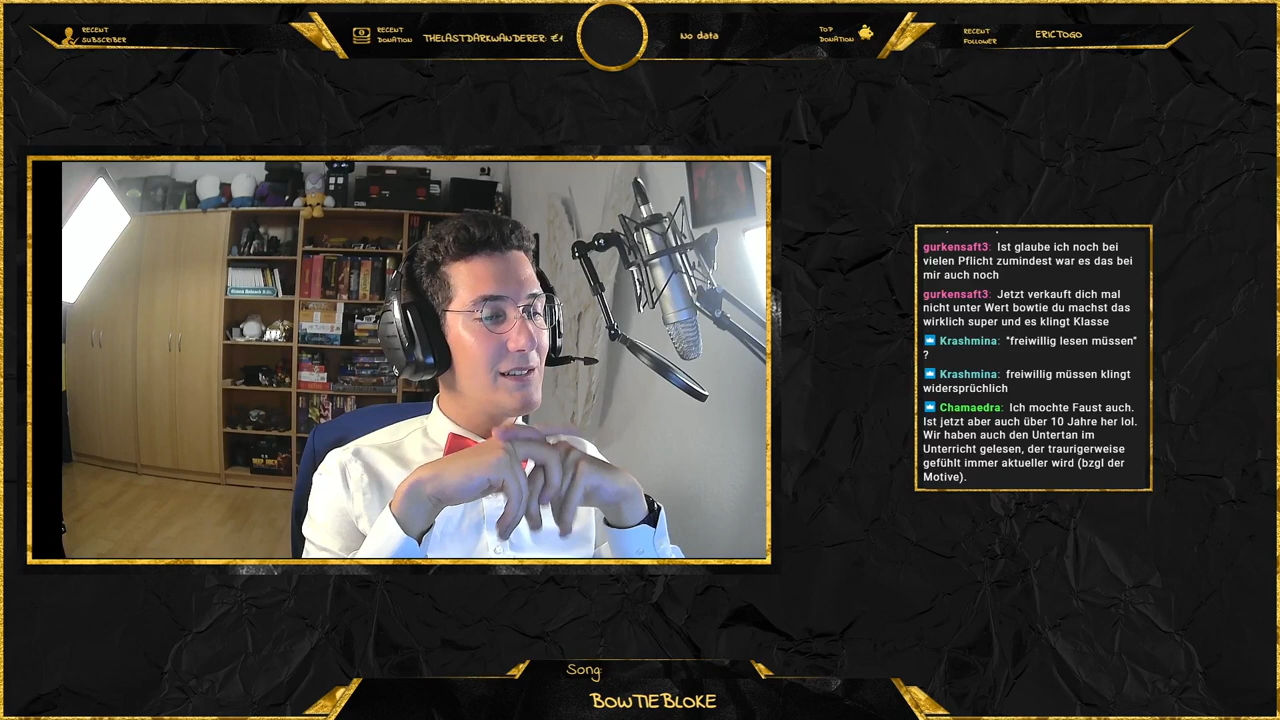 RECENT
SUBSCRIBER
RECENT
DONATION
THELASTDARKWANDERER: €1
No data
TOP
DONATION
RECENT
FOLLOWER
ERICTOGO
gurkensaft3: Ist glaube ich noch bei
vielen Pflicht zumindest war es das bei
mir auch noch
gurkensaft3: Jetzt verkauft dich mal
nicht unter Wert bowtie du machst das
wirklich super und es klingt Klasse
Krashmina: "freiwillig lesen müssen"
?
Krashmina: freiwillig müssen klingt
widersprüchlich
Chamaedra: Ich mochte Faust auch.
Ist jetzt aber auch über 10 Jahre her lol.
Wir haben auch den Untertan im
Unterricht gelesen, der traurigerweise
gefühlt immer aktueller wird (bzgl der
Motive).
Song:
BOWTIEBLOKE